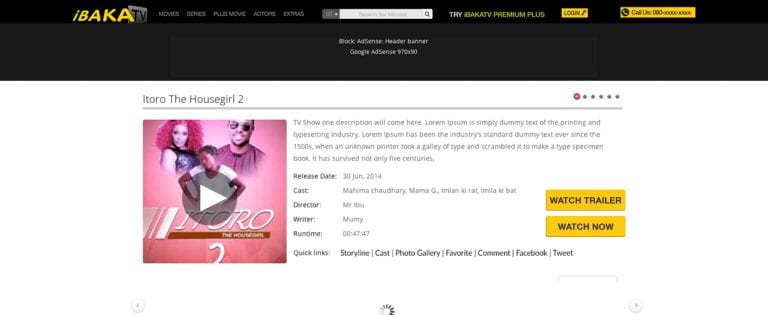 iBAKATV
MOVIES SERIES PLUS MOVIE ACTORS EXTRAS
Search for Movies
TRY iBAKATV PREMIUM PLUS
LOGIN
Call Us: 080-xxxx-xxxx
Block: AdSense: Header banner
Google AdSense 970x90
Itoro The Housegirl 2
TV Show one description will come here. Lorem Ipsum is simply dummy text of the printing and
typesetting industry. Lorem Ipsum has been the industry's standard dummy text ever since the
1500s, when an unknown printer took a galley of type and scrambled it to make a type specimen
book. It has survived not only five centuries,
ITORO
THE HOUSEGIRL
2
Release Date: 30 Jun, 2014
Cast: Mahima chaudhary, Mama G., Imlan ki rat, imila ki bat
Director: Mr Ibu
Writer: Mumy
Runtime: 00:47:47
WATCH TRAILER
WATCH NOW
Quick links: Storyline | Cast | Photo Gallery | Favorite | Comment | Facebook | Tweet